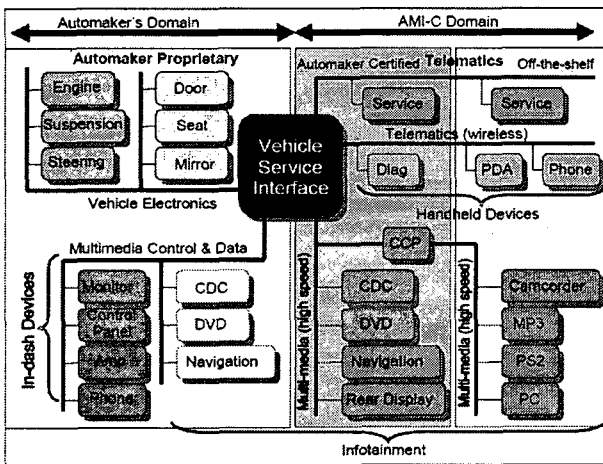 Automaker's Domain
AMI-C Domain
Automaker Proprietary
Engine
Door
Suspension
Seat
Steering
Mirror
Vehicle Electronics
Vehicle
Service
Interface
Automaker Certified
Telematics
Off-the-shelf
Service
Service
Telematics (wireless)
Diag
PDA
Phone
Handheld Devices
Multimedia Control & Data
In-dash Devices
Monitor
CDC
Control
Panel
DVD
Amp
Navigation
Phone
CCP
Multi-media (high speed)
CDC
DVD
Navigation
Rear Display
Multi-media (high speed)
Camcorder
MP3
PS2
PC
Infotainment